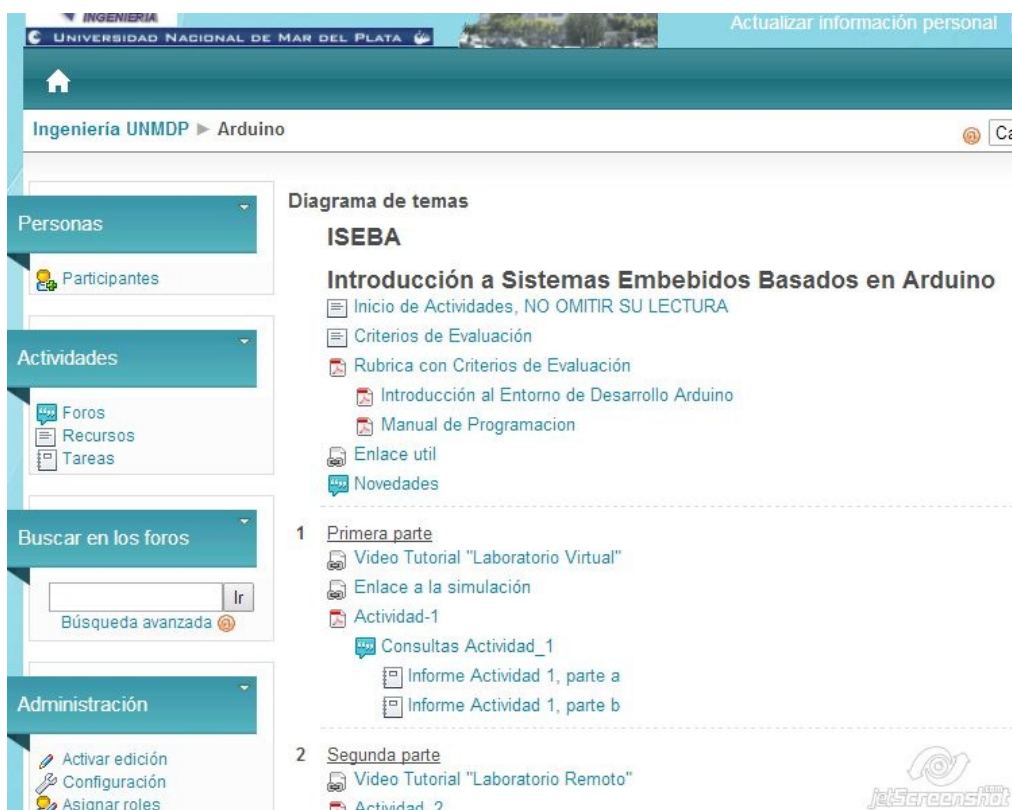 INGENIERIA
UNIVERSIDAD NACIONAL DE MAR DEL PLATA
Actualizar información personal
Ingeniería UNMDP ► Arduino
Ca
Personas
Participantes
Actividades
Foros
Recursos
Tareas
Buscar en los foros
Ir
Búsqueda avanzada
Administración
Activar edición
Configuración
Asignar roles
Diagrama de temas
ISEBA
Introducción a Sistemas Embebidos Basados en Arduino
Inicio de Actividades, NO OMITIR SU LECTURA
Criterios de Evaluación
Rubrica con Criterios de Evaluación
Introducción al Entorno de Desarrollo Arduino
Manual de Programacion
Enlace util
Novedades
1 Primera parte
Video Tutorial "Laboratorio Virtual"
Enlace a la simulación
Actividad-1
Consultas Actividad_1
Informe Actividad 1, parte a
Informe Actividad 1, parte b
2 Segunda parte
Video Tutorial "Laboratorio Remoto"
Actividad 2
jetScreenshot